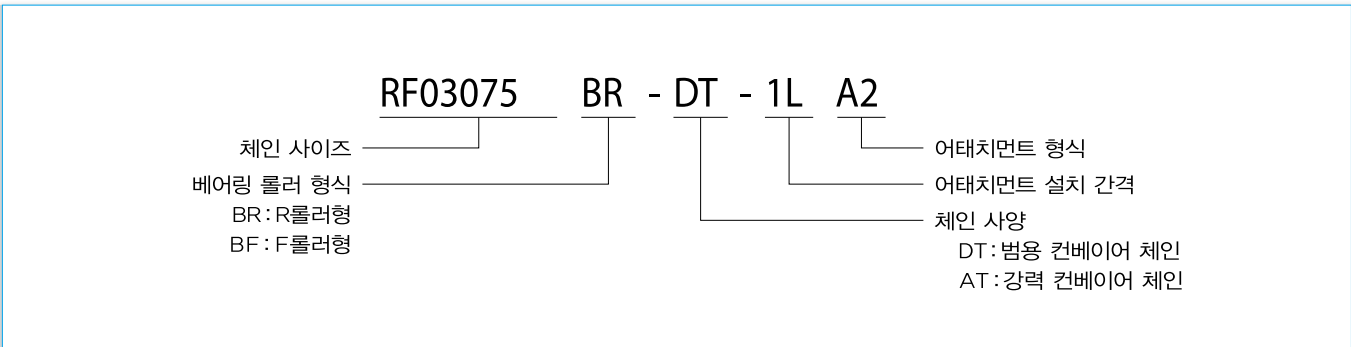 RF03075 BR - DT - 1L A2
체인 사이즈
베어링 롤러 형식
BR : R롤러형
BF : F롤러형
어태치먼트 형식
어태치먼트 설치 간격
체인 사양
DT : 범용 컨베이어 체인
AT : 강력 컨베이어 체인